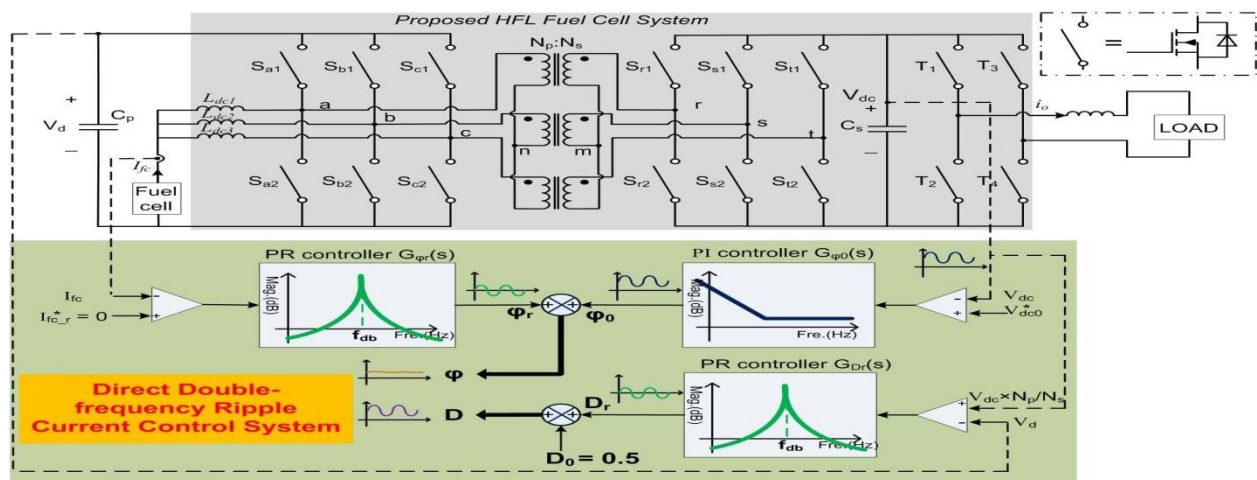 Proposed HFL Fuel Cell System
Np:Ns
Sa1
Sb1
Sc1
Sr1
Ss1
St1
T1
T3
=
+
Vd
−
Cp
Ldc1
Ldc2
Ldc3
a
b
c
n
m
r
s
t
+
Vdc
Cs
−
io
LOAD
Ifc
Fuel
cell
Sa2
Sb2
Sc2
Sr2
Ss2
St2
T2
T4
PR controller Gφr(s)
PI controller Gφ0(s)
Mag.(dB)
Fre.(Hz)
fdb
Mag.(dB)
Fre.(Hz)
Ifc
I*fc_r = 0
−
+
φr
φ0
−
+
Vdc
V*dc0
φ
PR controller GDr(s)
Mag.(dB)
Fre.(Hz)
fdb
Direct Double-
frequency Ripple
Current Control System
D
Dr
D0 = 0.5
+
−
Vdc×Np/Ns
Vd